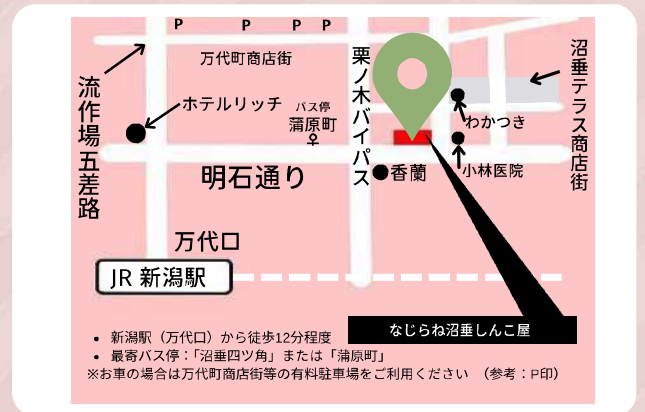 P P P P
万代町商店街
栗ノ木バイパス
沼垂テラス商店街
流作場五差路
ホテルリッチ
バス停
蒲原町
わかつき
明石通り
香蘭
小林医院
万代口
JR 新潟駅
なじらね沼垂しんこ屋
• 新潟駅（万代口）から徒歩12分程度
• 最寄バス停：「沼垂四ツ角」または「蒲原町」
※お車の場合は万代町商店街等の有料駐車場をご利用ください （参考：P印）